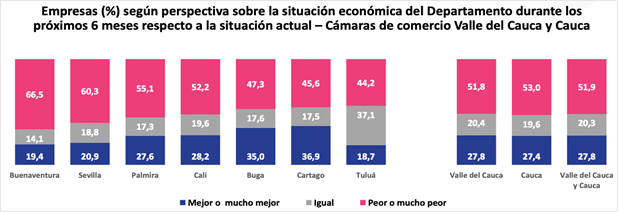 Empresas (%) según perspectiva sobre la situación económica del Departamento durante los
próximos 6 meses respecto a la situación actual – Cámaras de comercio Valle del Cauca y Cauca
66,5 60,3 55,1 52,2 47,3 45,6 44,2 51,8 53,0 51,9
14,1 18,8 17,3 19,6 17,6 17,5 37,1 20,4 19,6 20,3
19,4 20,9 27,6 28,2 35,0 36,9 18,7 27,8 27,4 27,8
Buenaventura Sevilla Palmira Cali Buga Cartago Tuluá Valle del Cauca Cauca Valle del Cauca
y Cauca
Mejor o mucho mejor Igual Peor o mucho peor